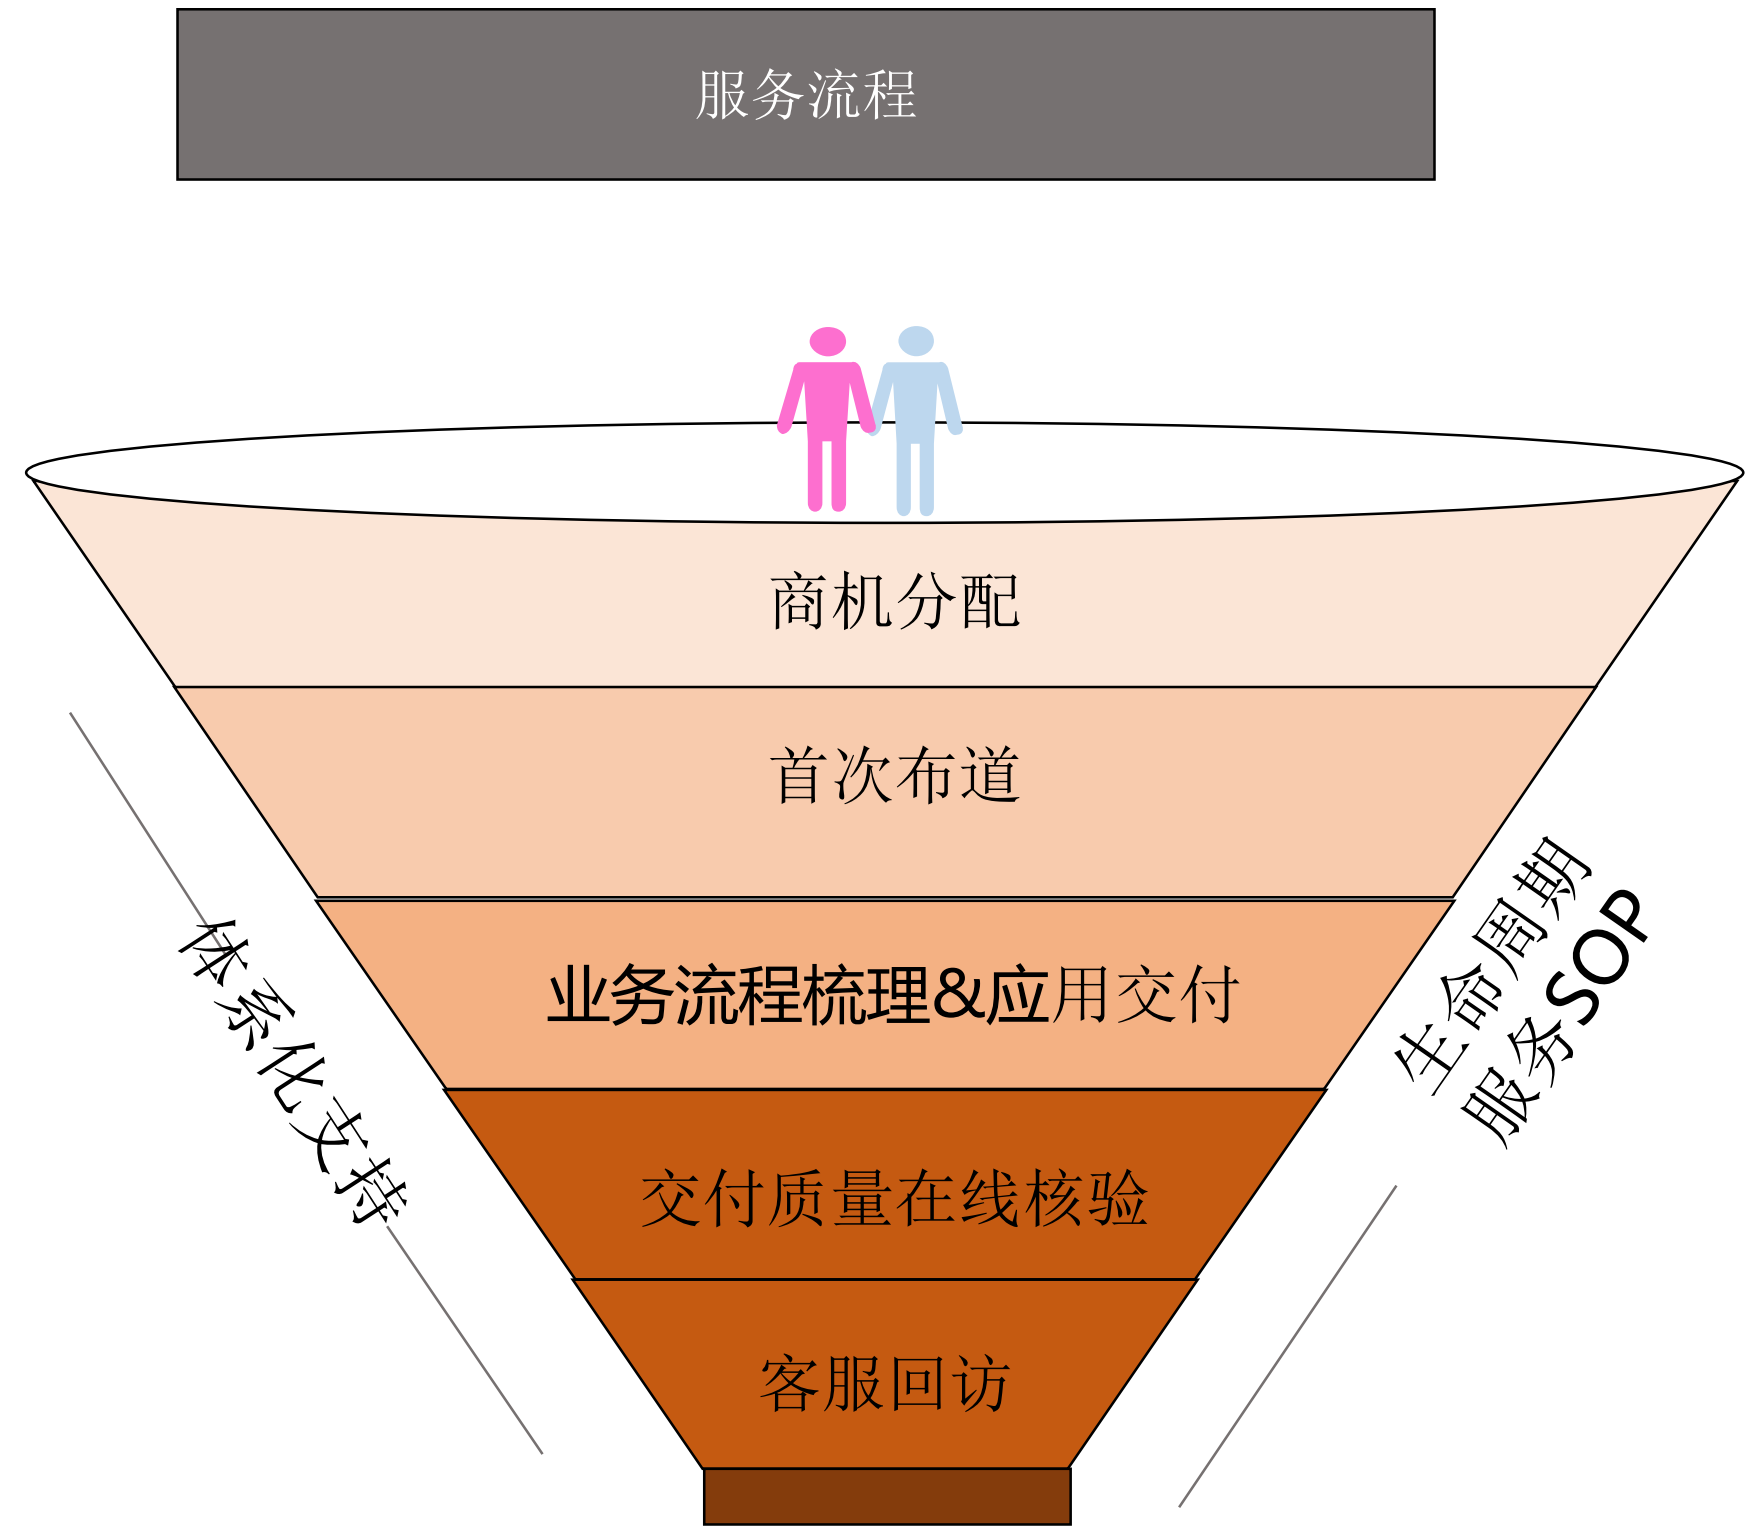 服务流程
商机分配
首次布道
业务流程梳理&应用交付
交付质量在线核验
客服回访
体系化支持
生命周期
服务SOP